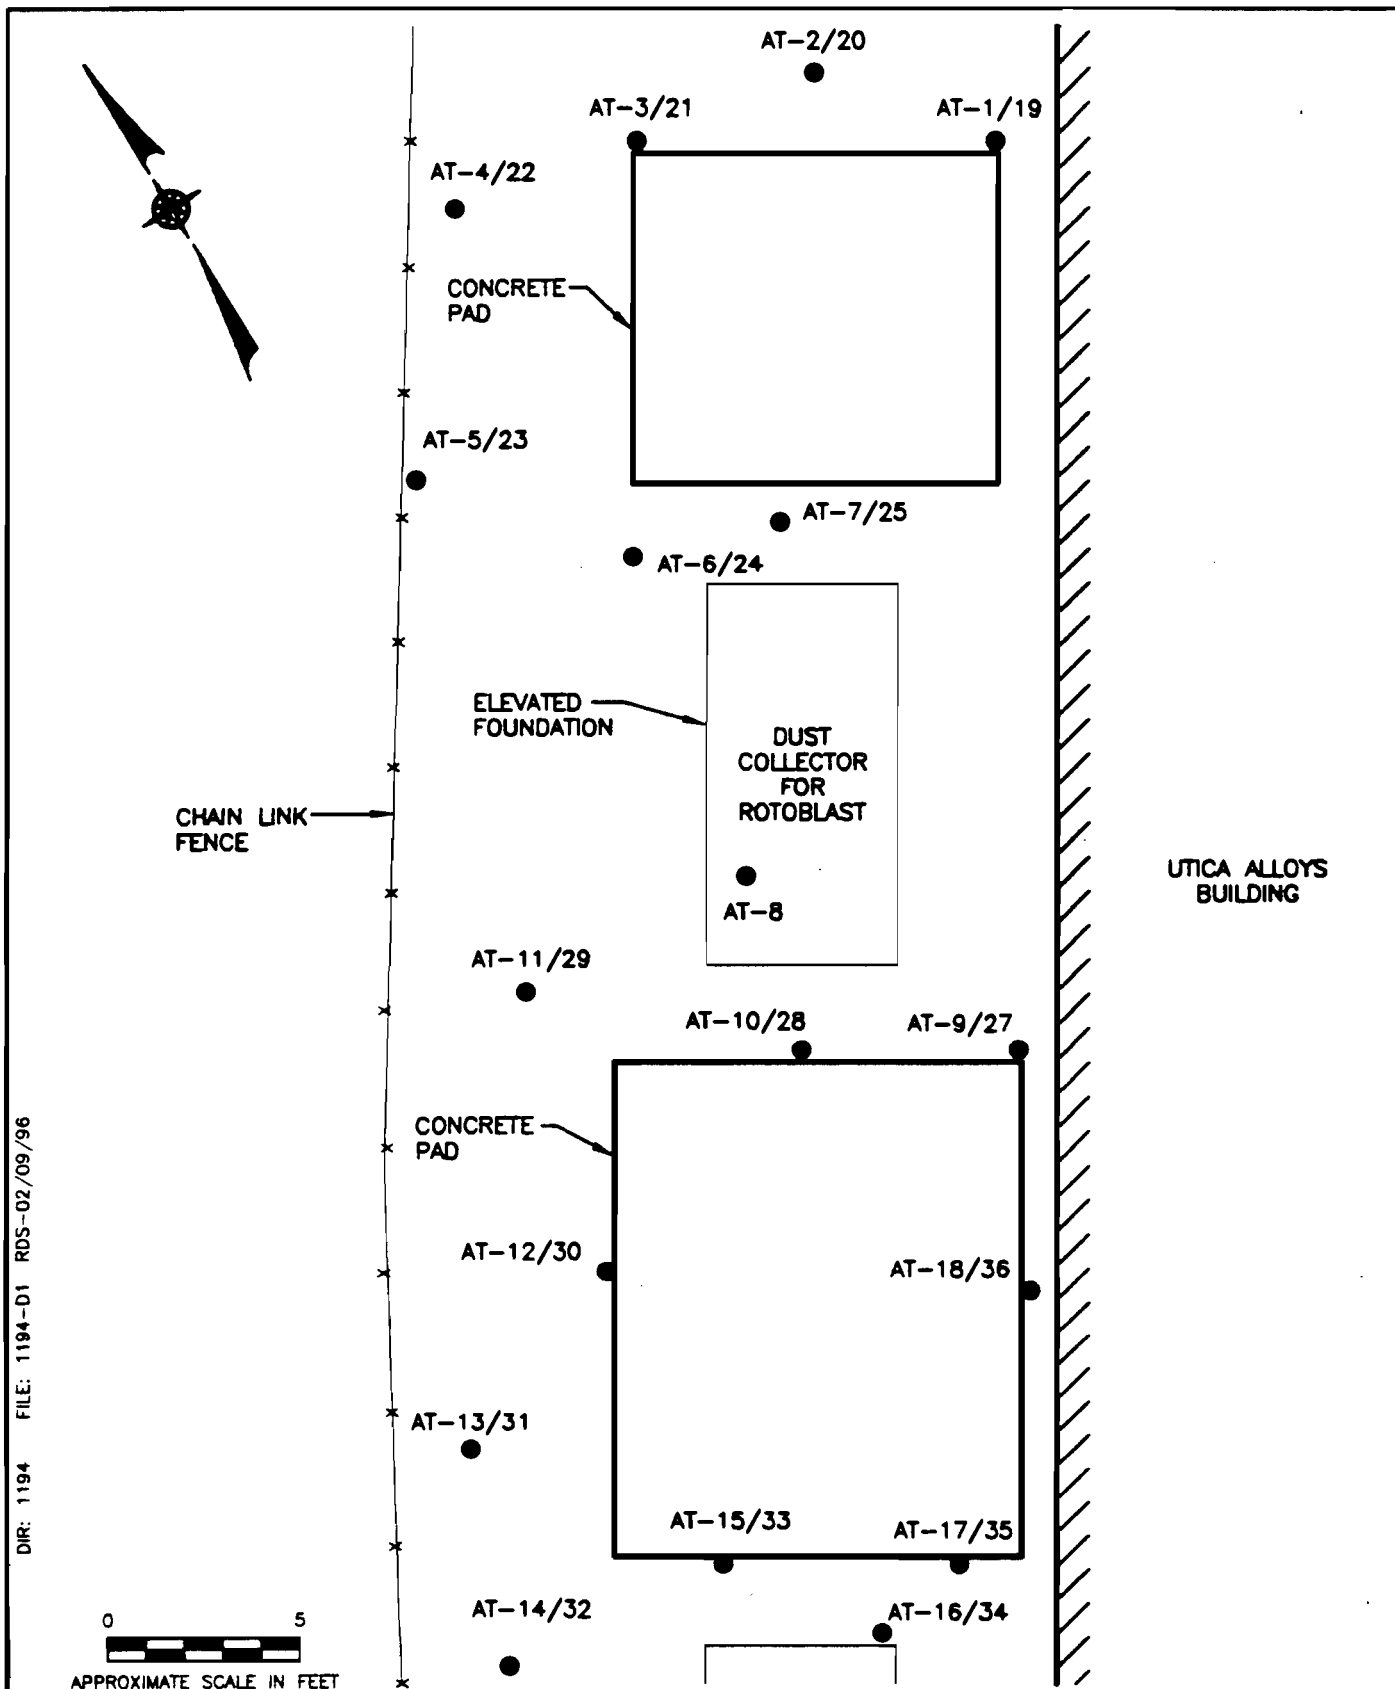 AT-2/20
AT-3/21
AT-1/19
AT-4/22
CONCRETE
PAD
AT-5/23
AT-7/25
AT-6/24
ELEVATED
FOUNDATION
DUST
COLLECTOR
FOR
ROTOBLAST
CHAIN LINK
FENCE
UTICA ALLOYS
BUILDING
AT-8
AT-11/29
AT-10/28
AT-9/27
CONCRETE
PAD
AT-12/30
AT-18/36
AT-13/31
AT-15/33
AT-17/35
AT-14/32
AT-16/34
0 5
APPROXIMATE SCALE IN FEET
DIR: 1194 FILE: 1194-D1 RDS-02/09/96